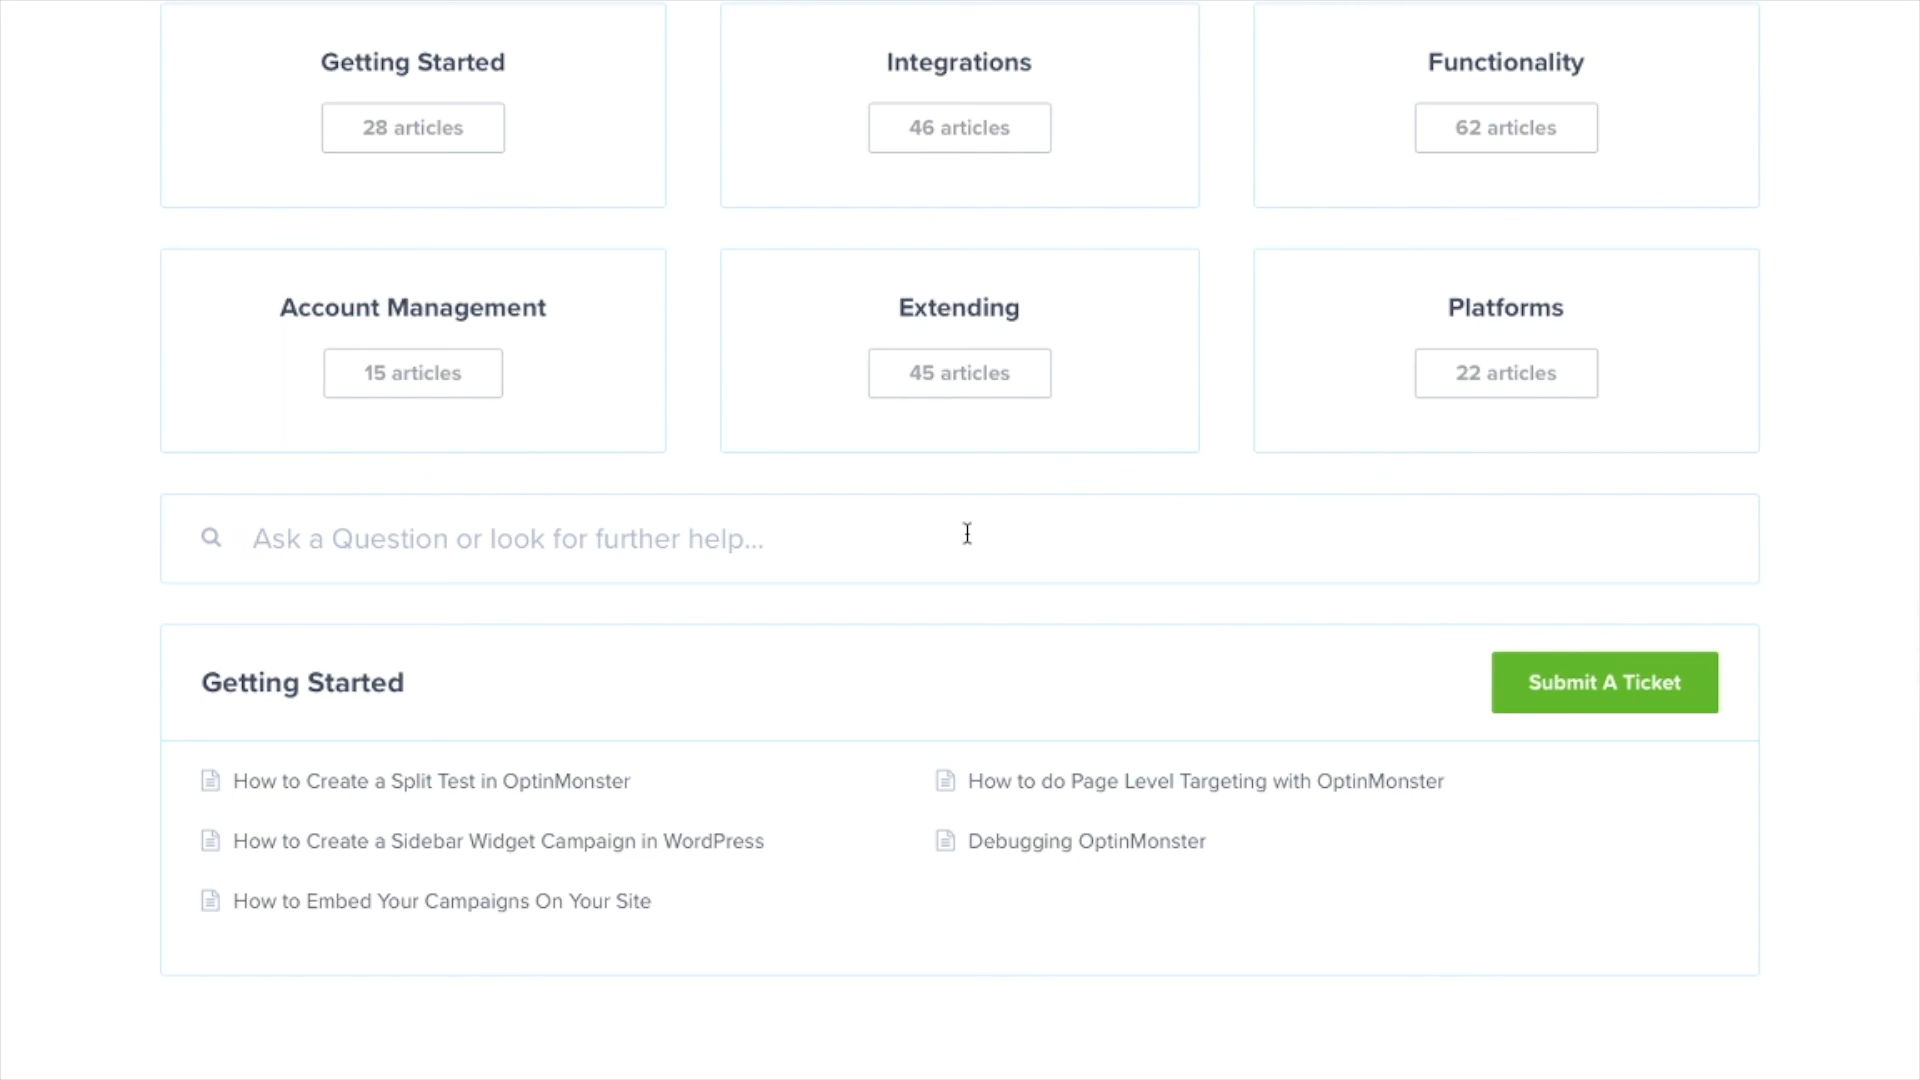 Getting Started
Integrations
Functionality
28 articles
46 articles
62 articles
Account Management
Extending
Platforms
15 articles
45 articles
22 articles
Ask a Question or look for further help...
Getting Started
Submit A Ticket
How to Create a Split Test in OptinMonster
How to do Page Level Targeting with OptinMonster
How to Create a Sidebar Widget Campaign in WordPress
Debugging OptinMonster
How to Embed Your Campaigns On Your Site